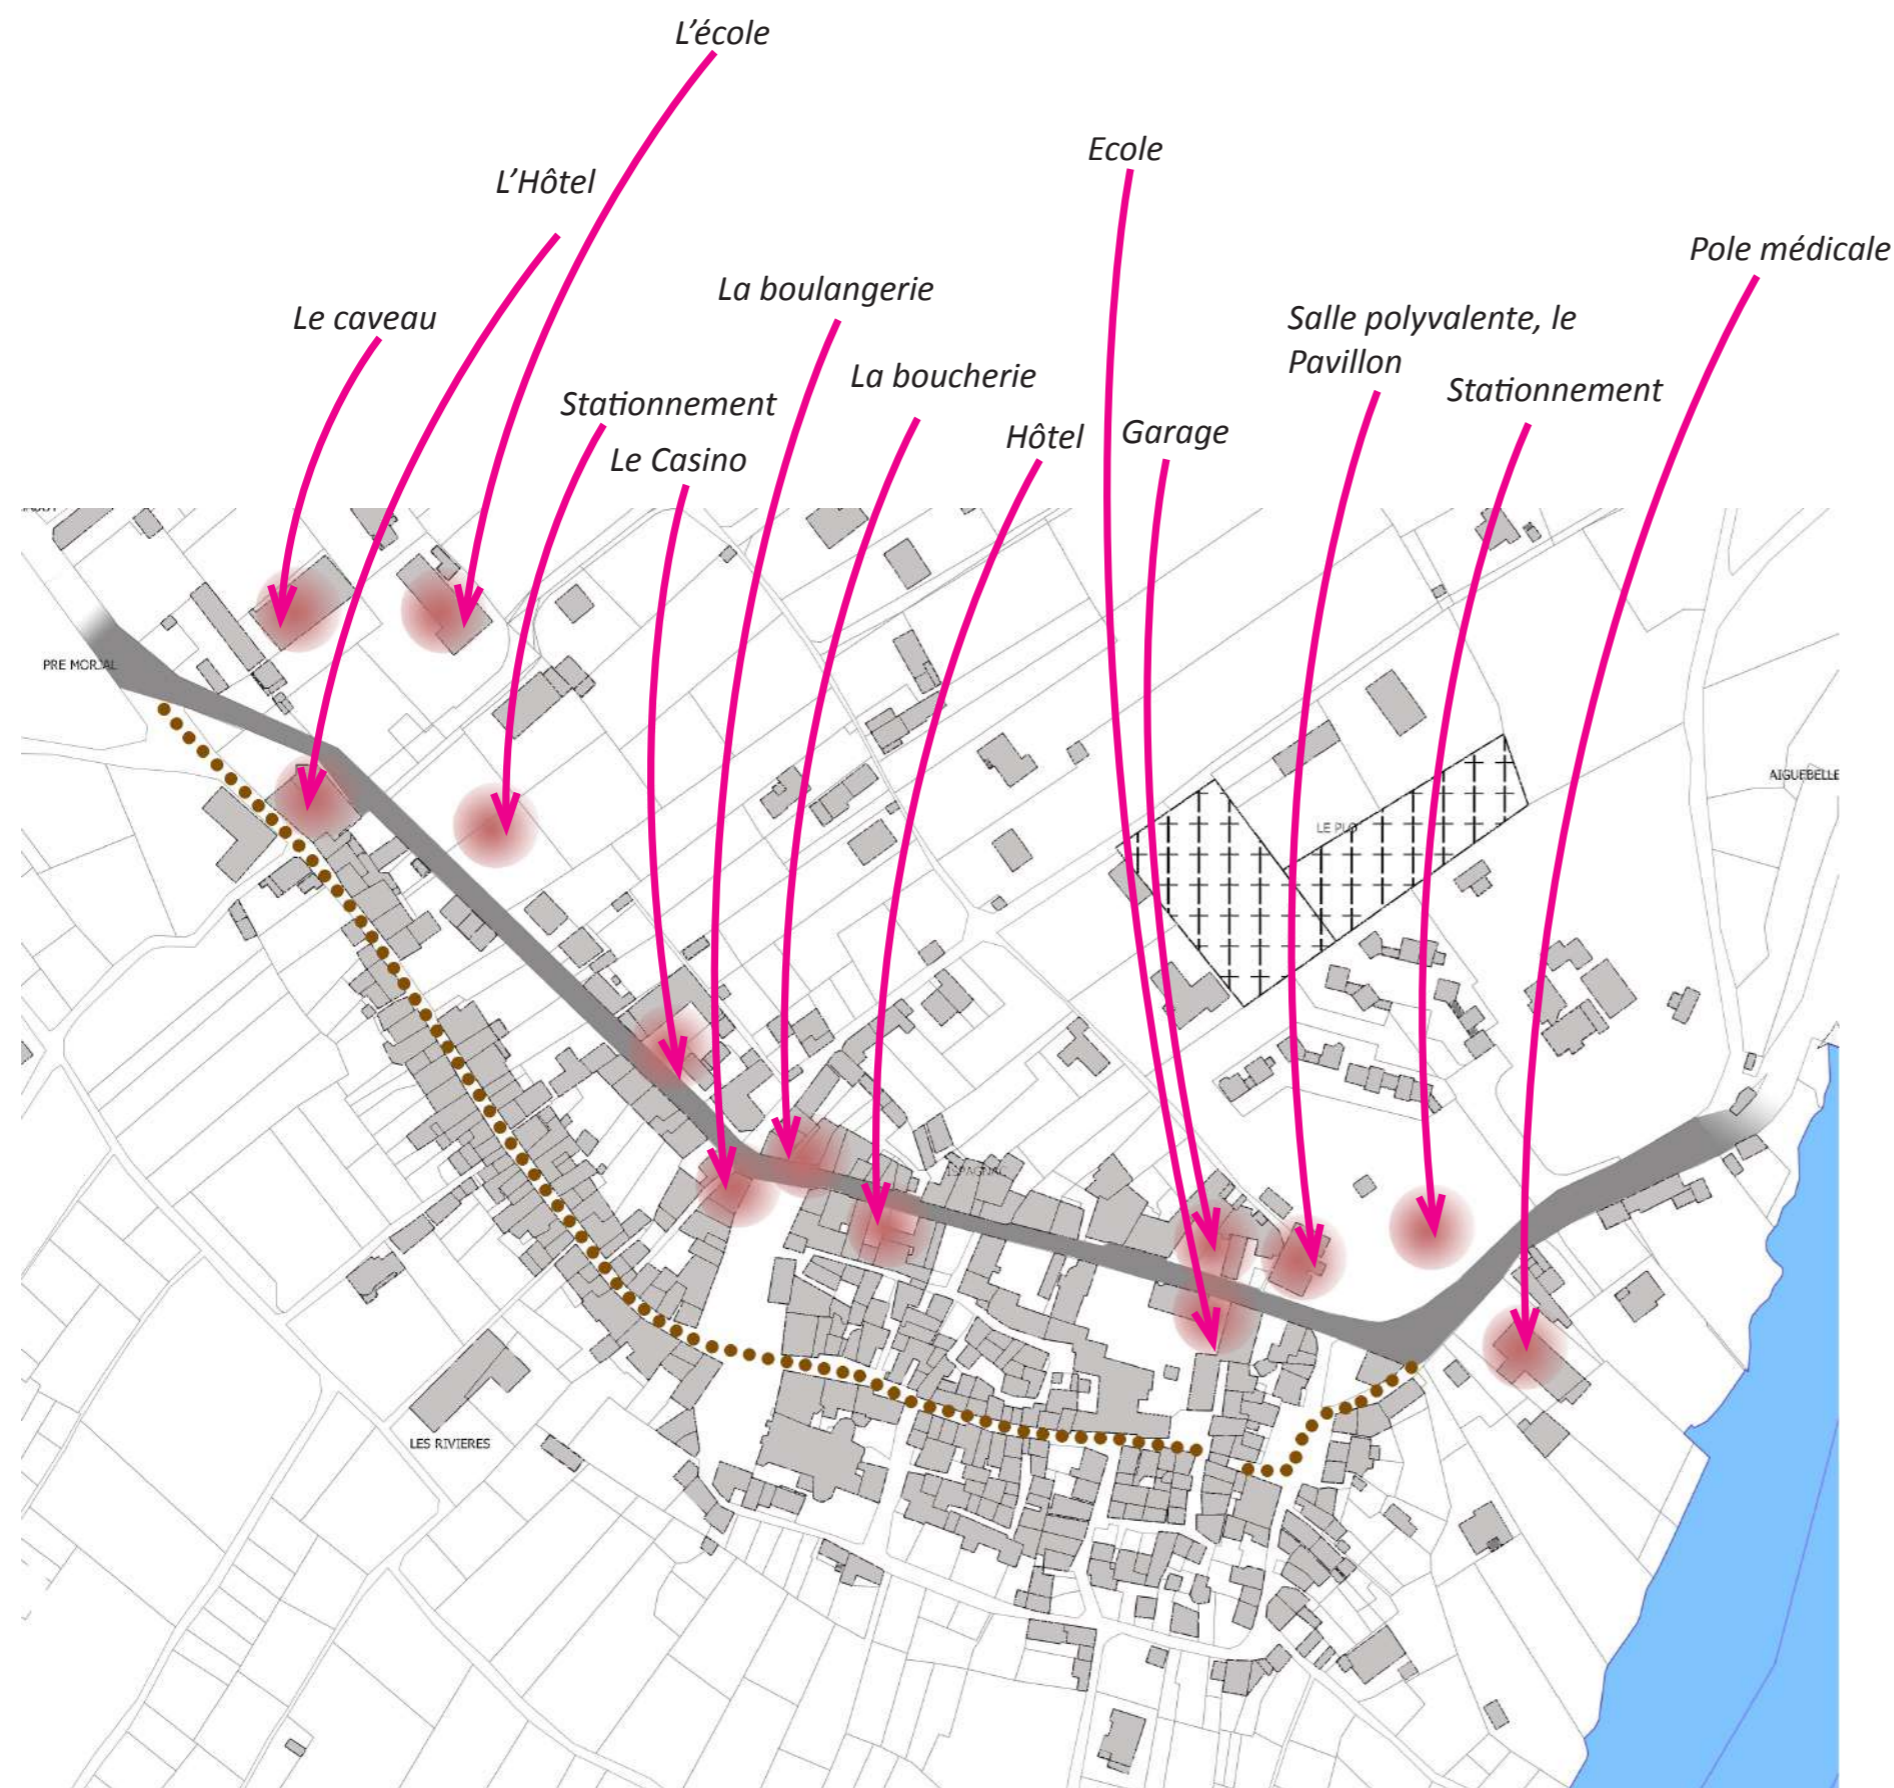 L'école
Ecole
L'Hôtel
Pole médicale
La boulangerie
Le caveau
Salle polyvalente, le
Pavillon
La boucherie
Stationnement
Stationnement
Hôtel
Garage
Le Casino
PRE MORJAL
AIGUEBELLE
LE PLO
ISPAGNAC
LES RIVIERES